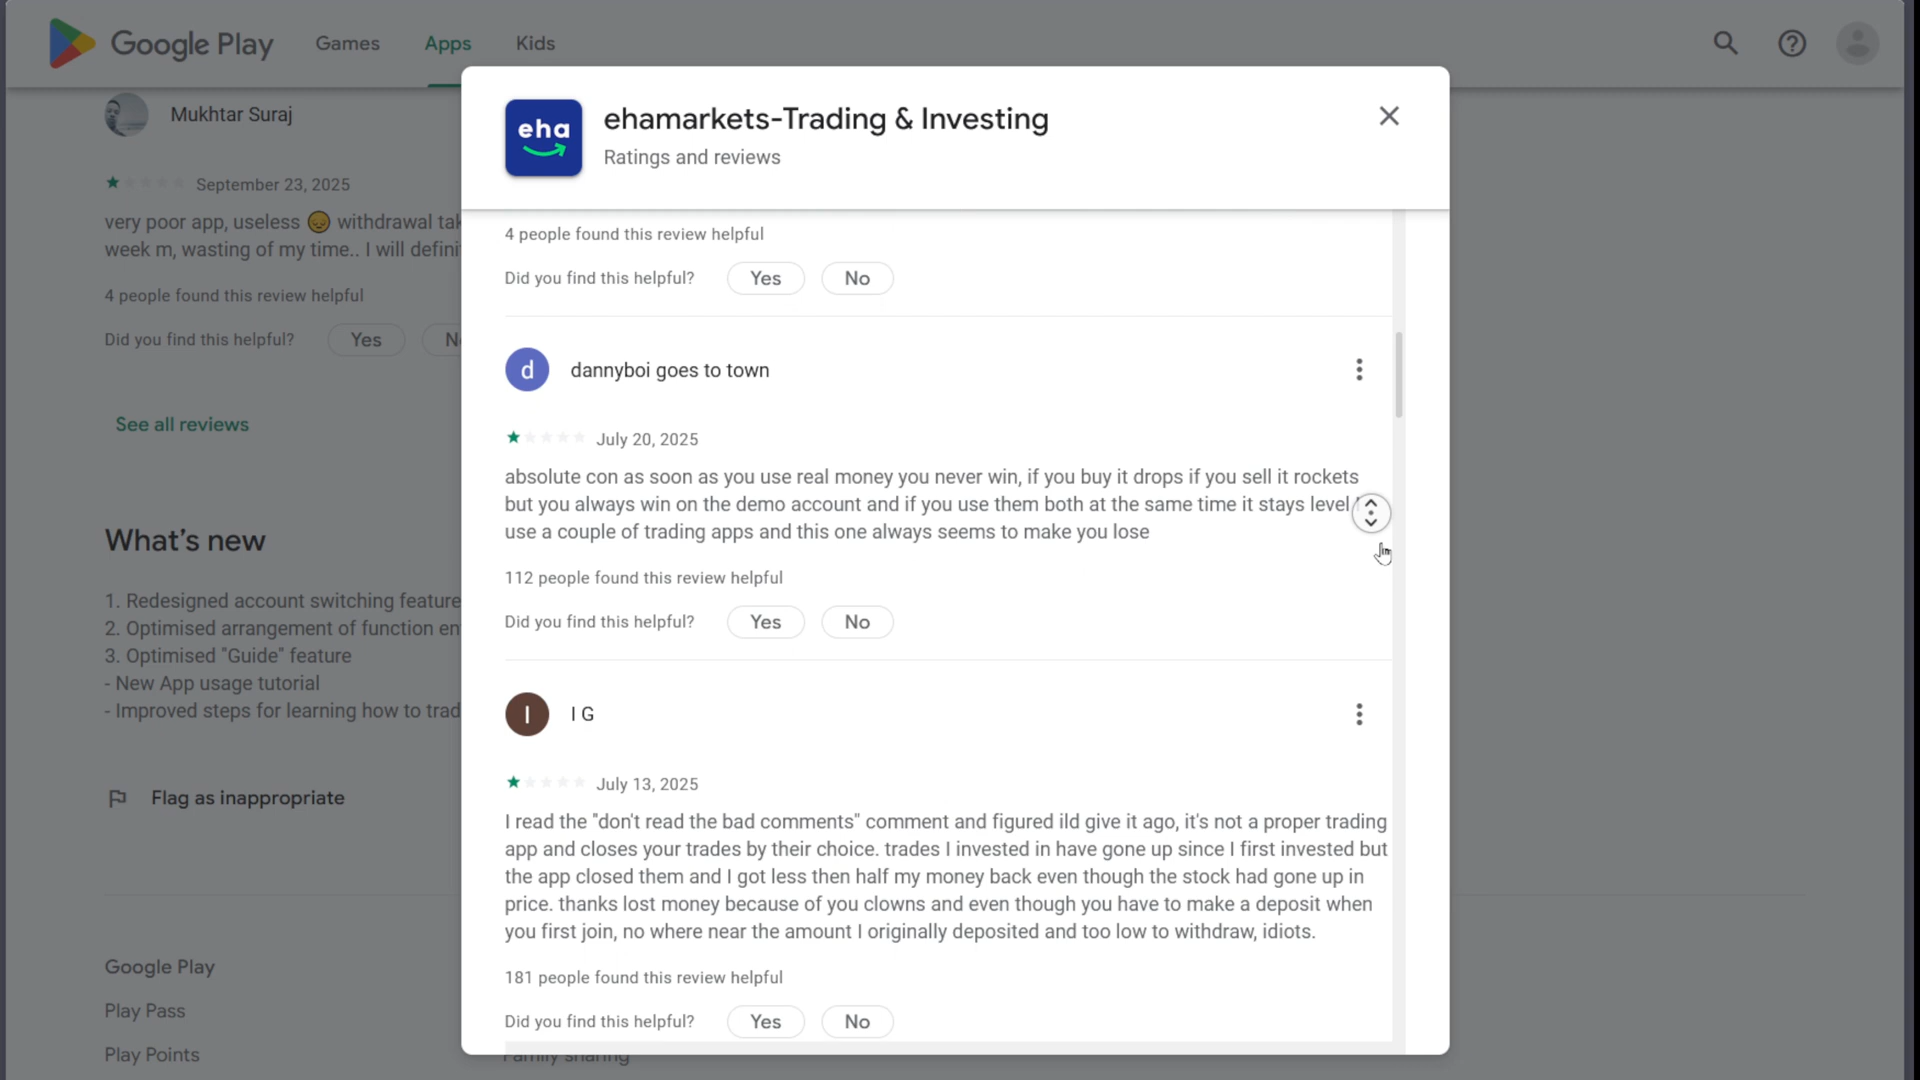 Google Play
Games
Apps
Kids
Mukhtar Suraj
September 23, 2025
very poor app, useless 😔 withdrawal tak
week m, wasting of my time.. I will defini
4 people found this review helpful
Did you find this helpful?
Yes
No
See all reviews
What's new
1. Redesigned account switching feature
2. Optimised arrangement of function en
3. Optimised "Guide" feature
- New App usage tutorial
- Improved steps for learning how to trad
Flag as inappropriate
Google Play
Play Pass
Play Points
eha
ehamarkets-Trading & Investing
Ratings and reviews
4 people found this review helpful
Did you find this helpful?
Yes
No
d
dannyboi goes to town
July 20, 2025
absolute con as soon as you use real money you never win, if you buy it drops if you sell it rockets
but you always win on the demo account and if you use them both at the same time it stays level
use a couple of trading apps and this one always seems to make you lose
112 people found this review helpful
Did you find this helpful?
Yes
No
I
I G
July 13, 2025
I read the "don't read the bad comments" comment and figured ild give it ago, it's not a proper trading
app and closes your trades by their choice. trades I invested in have gone up since I first invested but
the app closed them and I got less then half my money back even though the stock had gone up in
price. thanks lost money because of you clowns and even though you have to make a deposit when
you first join, no where near the amount I originally deposited and too low to withdraw, idiots.
181 people found this review helpful
Did you find this helpful?
Yes
No
Family sharing